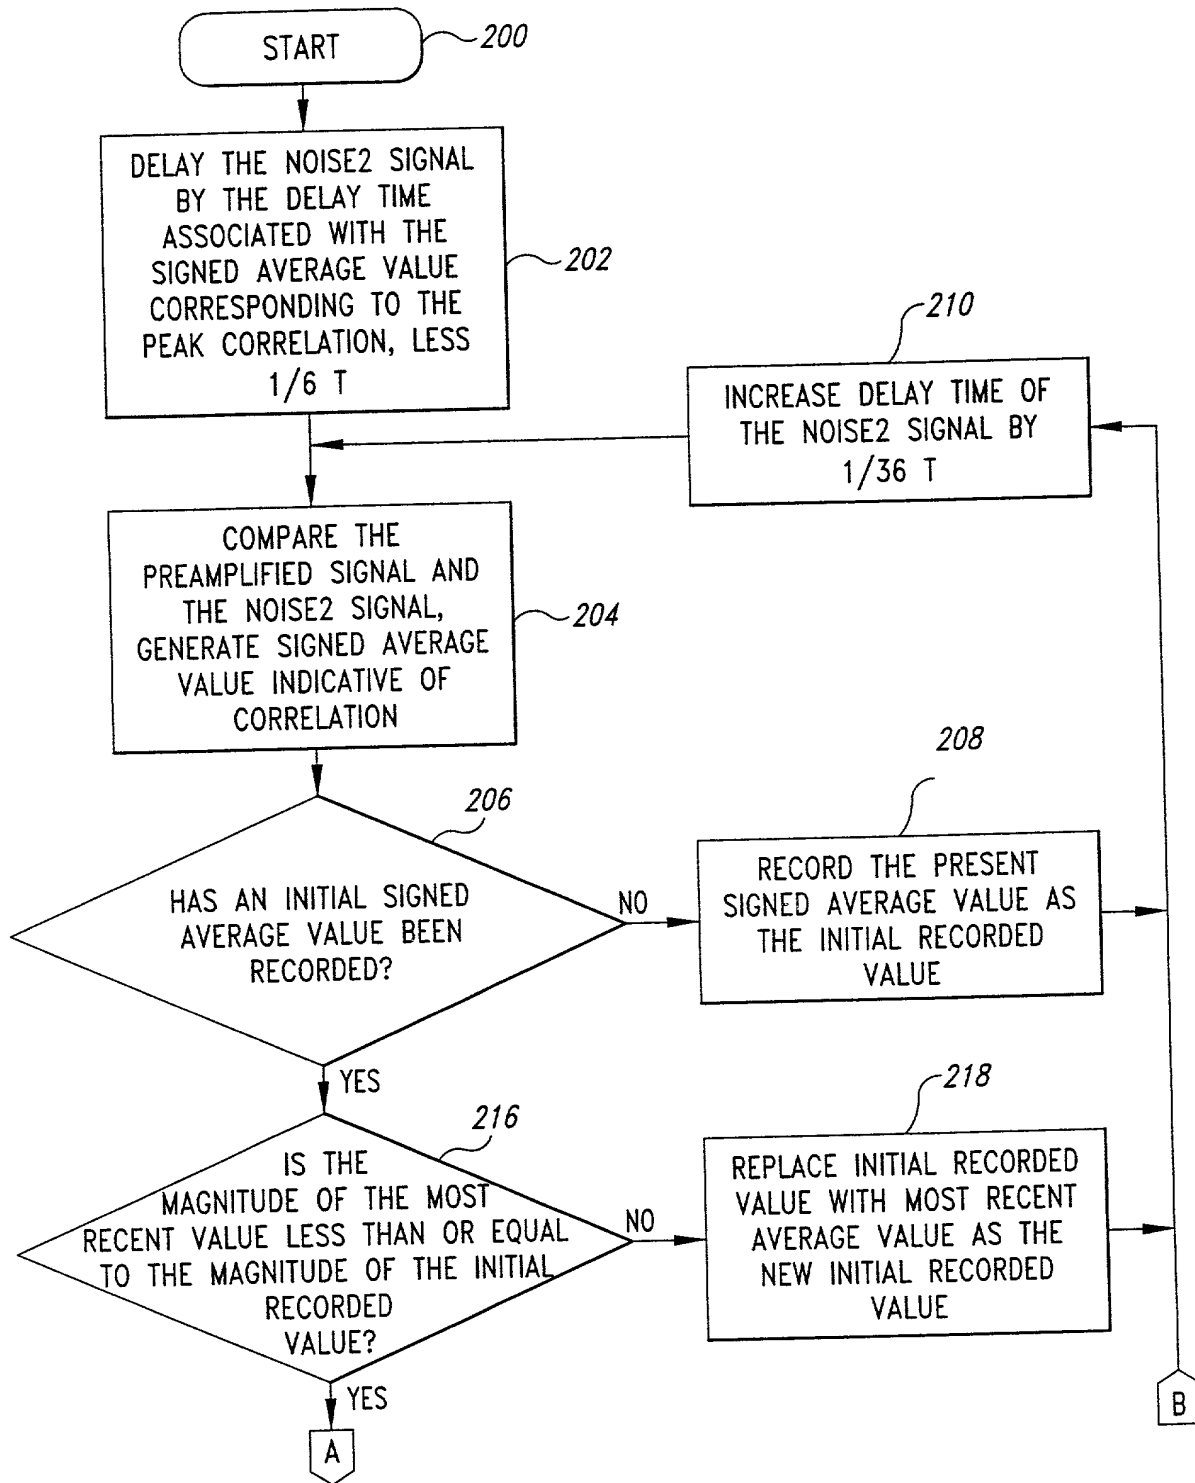 START
200
DELAY THE NOISE2 SIGNAL
BY THE DELAY TIME
ASSOCIATED WITH THE
SIGNED AVERAGE VALUE
CORRESPONDING TO THE
PEAK CORRELATION, LESS
1/6 T
202
210
INCREASE DELAY TIME OF
THE NOISE2 SIGNAL BY
1/36 T
COMPARE THE
PREAMPLIFIED SIGNAL AND
THE NOISE2 SIGNAL,
GENERATE SIGNED AVERAGE
VALUE INDICATIVE OF
CORRELATION
204
206
HAS AN INITIAL SIGNED
AVERAGE VALUE BEEN
RECORDED?
NO
208
RECORD THE PRESENT
SIGNED AVERAGE VALUE AS
THE INITIAL RECORDED
VALUE
YES
216
IS THE
MAGNITUDE OF THE MOST
RECENT VALUE LESS THAN OR EQUAL
TO THE MAGNITUDE OF THE INITIAL
RECORDED
VALUE?
NO
218
REPLACE INITIAL RECORDED
VALUE WITH MOST RECENT
AVERAGE VALUE AS THE
NEW INITIAL RECORDED
VALUE
YES
A
B